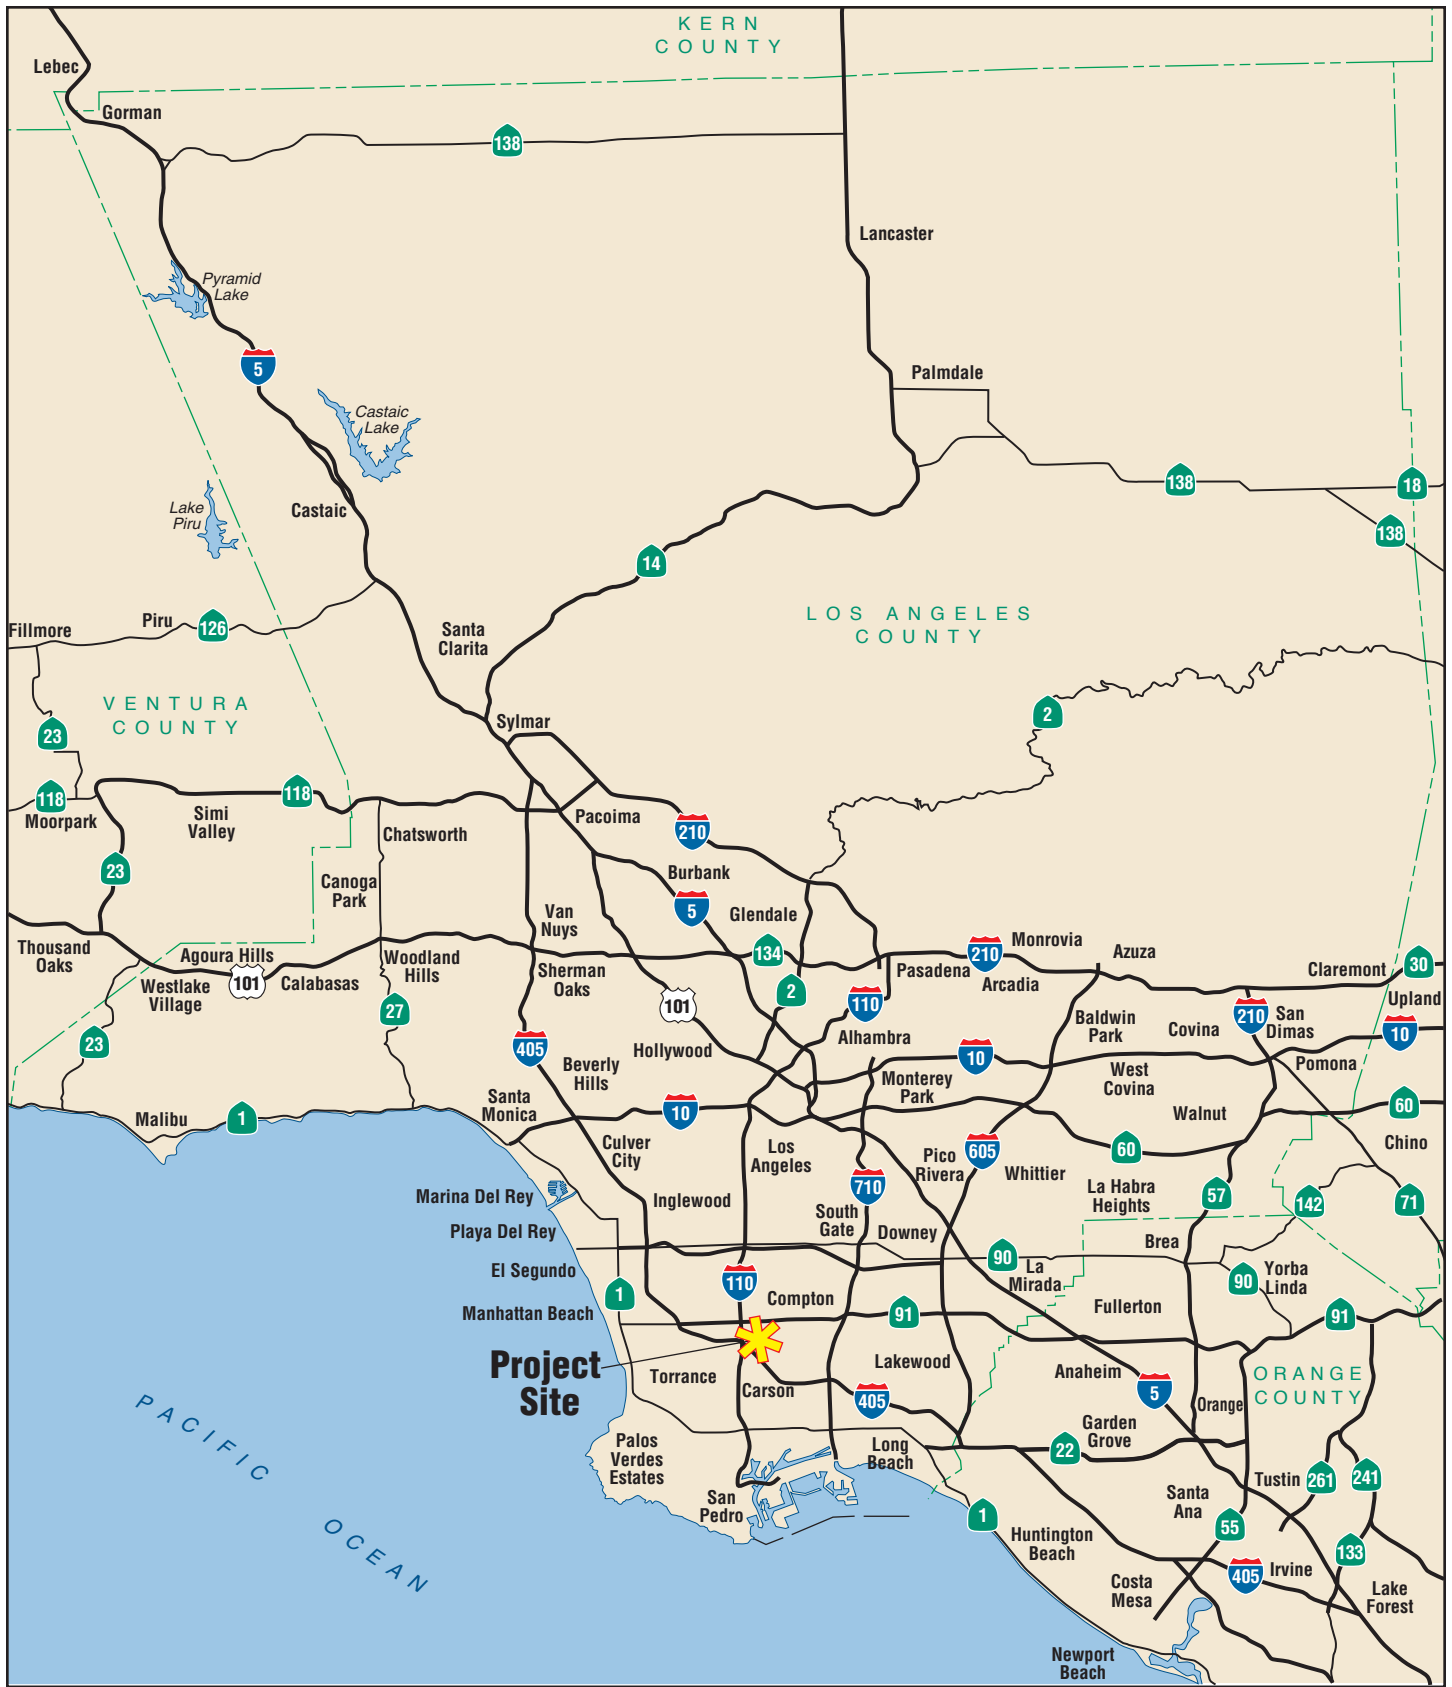 KERN
COUNTY
Lebec
Gorman
138
Lancaster
Pyramid
Lake
5
Palmdale
Castaic
Lake
138
18
Lake
Piru
Castaic
138
14
LOS ANGELES
COUNTY
Fillmore
Piru
126
Santa
Clarita
VENTURA
COUNTY
2
23
Sylmar
118
118
Moorpark
Simi
Valley
Pacoima
210
Chatsworth
23
Canoga
Park
Burbank
5
Van
Nuys
Glendale
Thousand
Oaks
Agoura Hills
Woodland
Hills
134
Monrovia
210
Azuza
Claremont
30
Westlake
Village
101
Calabasas
Sherman
Oaks
Pasadena
Arcadia
2
101
110
27
Upland
210
San
Dimas
10
Baldwin
Park
Covina
23
405
Hollywood
Alhambra
10
Pomona
Beverly
Hills
Monterey
Park
West
Covina
Santa
Monica
10
60
Malibu
1
Walnut
Chino
Culver
City
Los
Angeles
Pico
Rivera
605
Whittier
60
Marina Del Rey
Inglewood
710
La Habra
Heights
57
142
71
Playa Del Rey
South
Gate
Downey
Brea
El Segundo
90
La
Mirada
90
Yorba
Linda
1
110
Compton
Manhattan Beach
91
Fullerton
91
Project
Site
Torrance
Carson
Lakewood
Anaheim
ORANGE
COUNTY
405
5
Orange
Garden
Grove
22
PACIFIC
OCEAN
Palos
Verdes
Estates
Long
Beach
Tustin
261
241
San
Pedro
Santa
Ana
1
55
Huntington
Beach
133
405
Irvine
Costa
Mesa
Lake
Forest
Newport
Beach